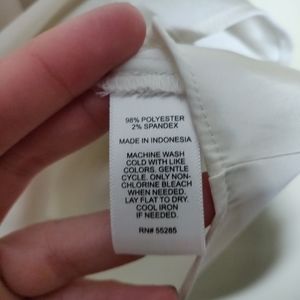 98% POLYESTER
2% SPANDEX
MADE IN INDONESIA
MACHINE WASH
COLD WITH LIKE
COLORS, GENTLE
CYCLE. ONLY NON-
CHLORINE BLEACH
WHEN NEEDED.
LAY FLAT TO DRY.
COOL IRON
IF NEEDED.
RN# 55285